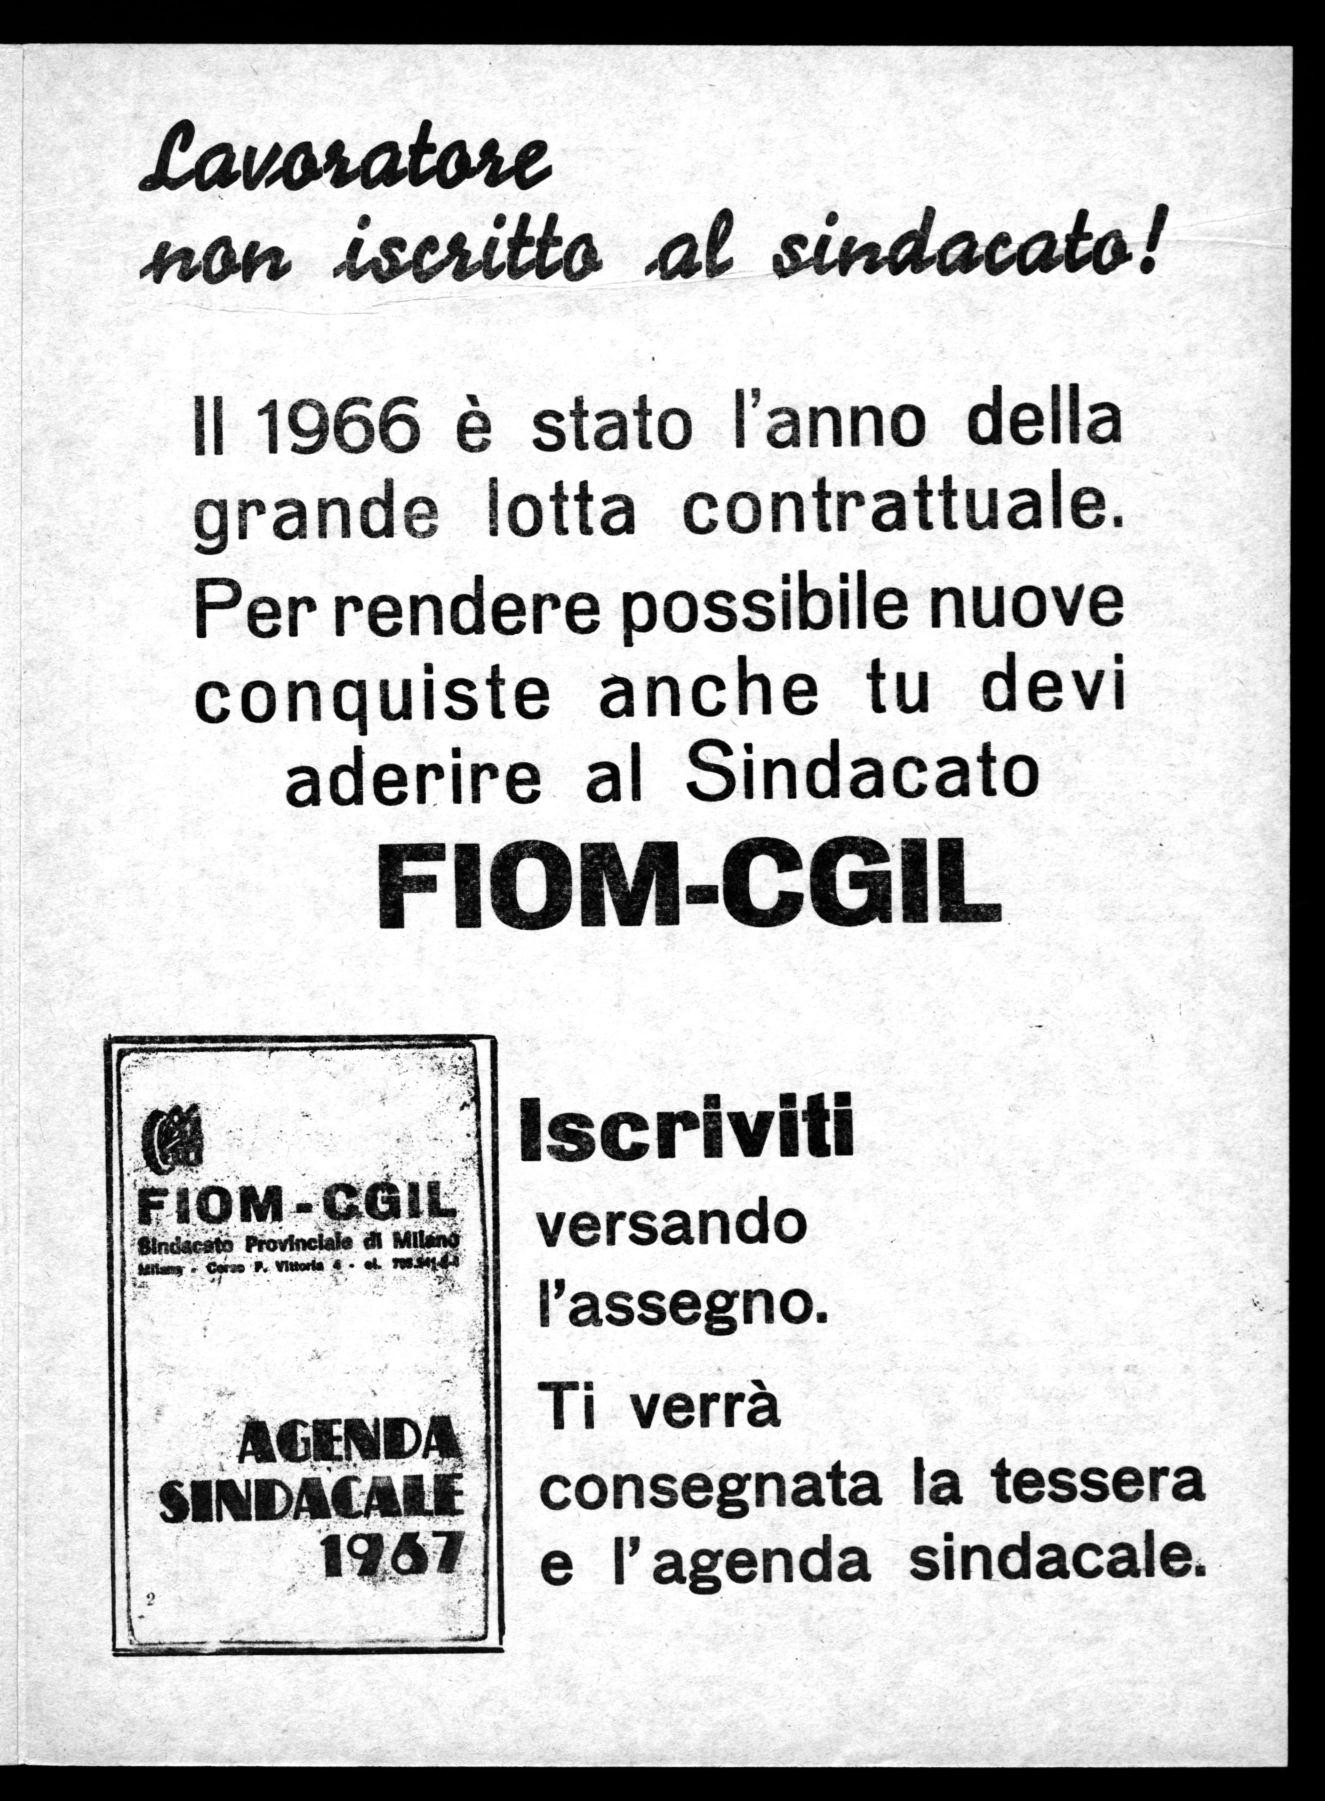 Lavoratore
non iscritto al sindacato!
Il 1966 è stato l'anno della
grande lotta contrattuale.
Per rendere possibile nuove
conquiste anche tu devi
aderire al Sindacato
FIOM-CGIL
FIOM-CGIL
Sindacato Provinciale di Milano
Corso P. Vittoria
AGENDA
SINDACALE
1967
2
Iscriviti
versando
l'assegno.
Ti verrà
consegnata la tessera
e l'agenda sindacale.